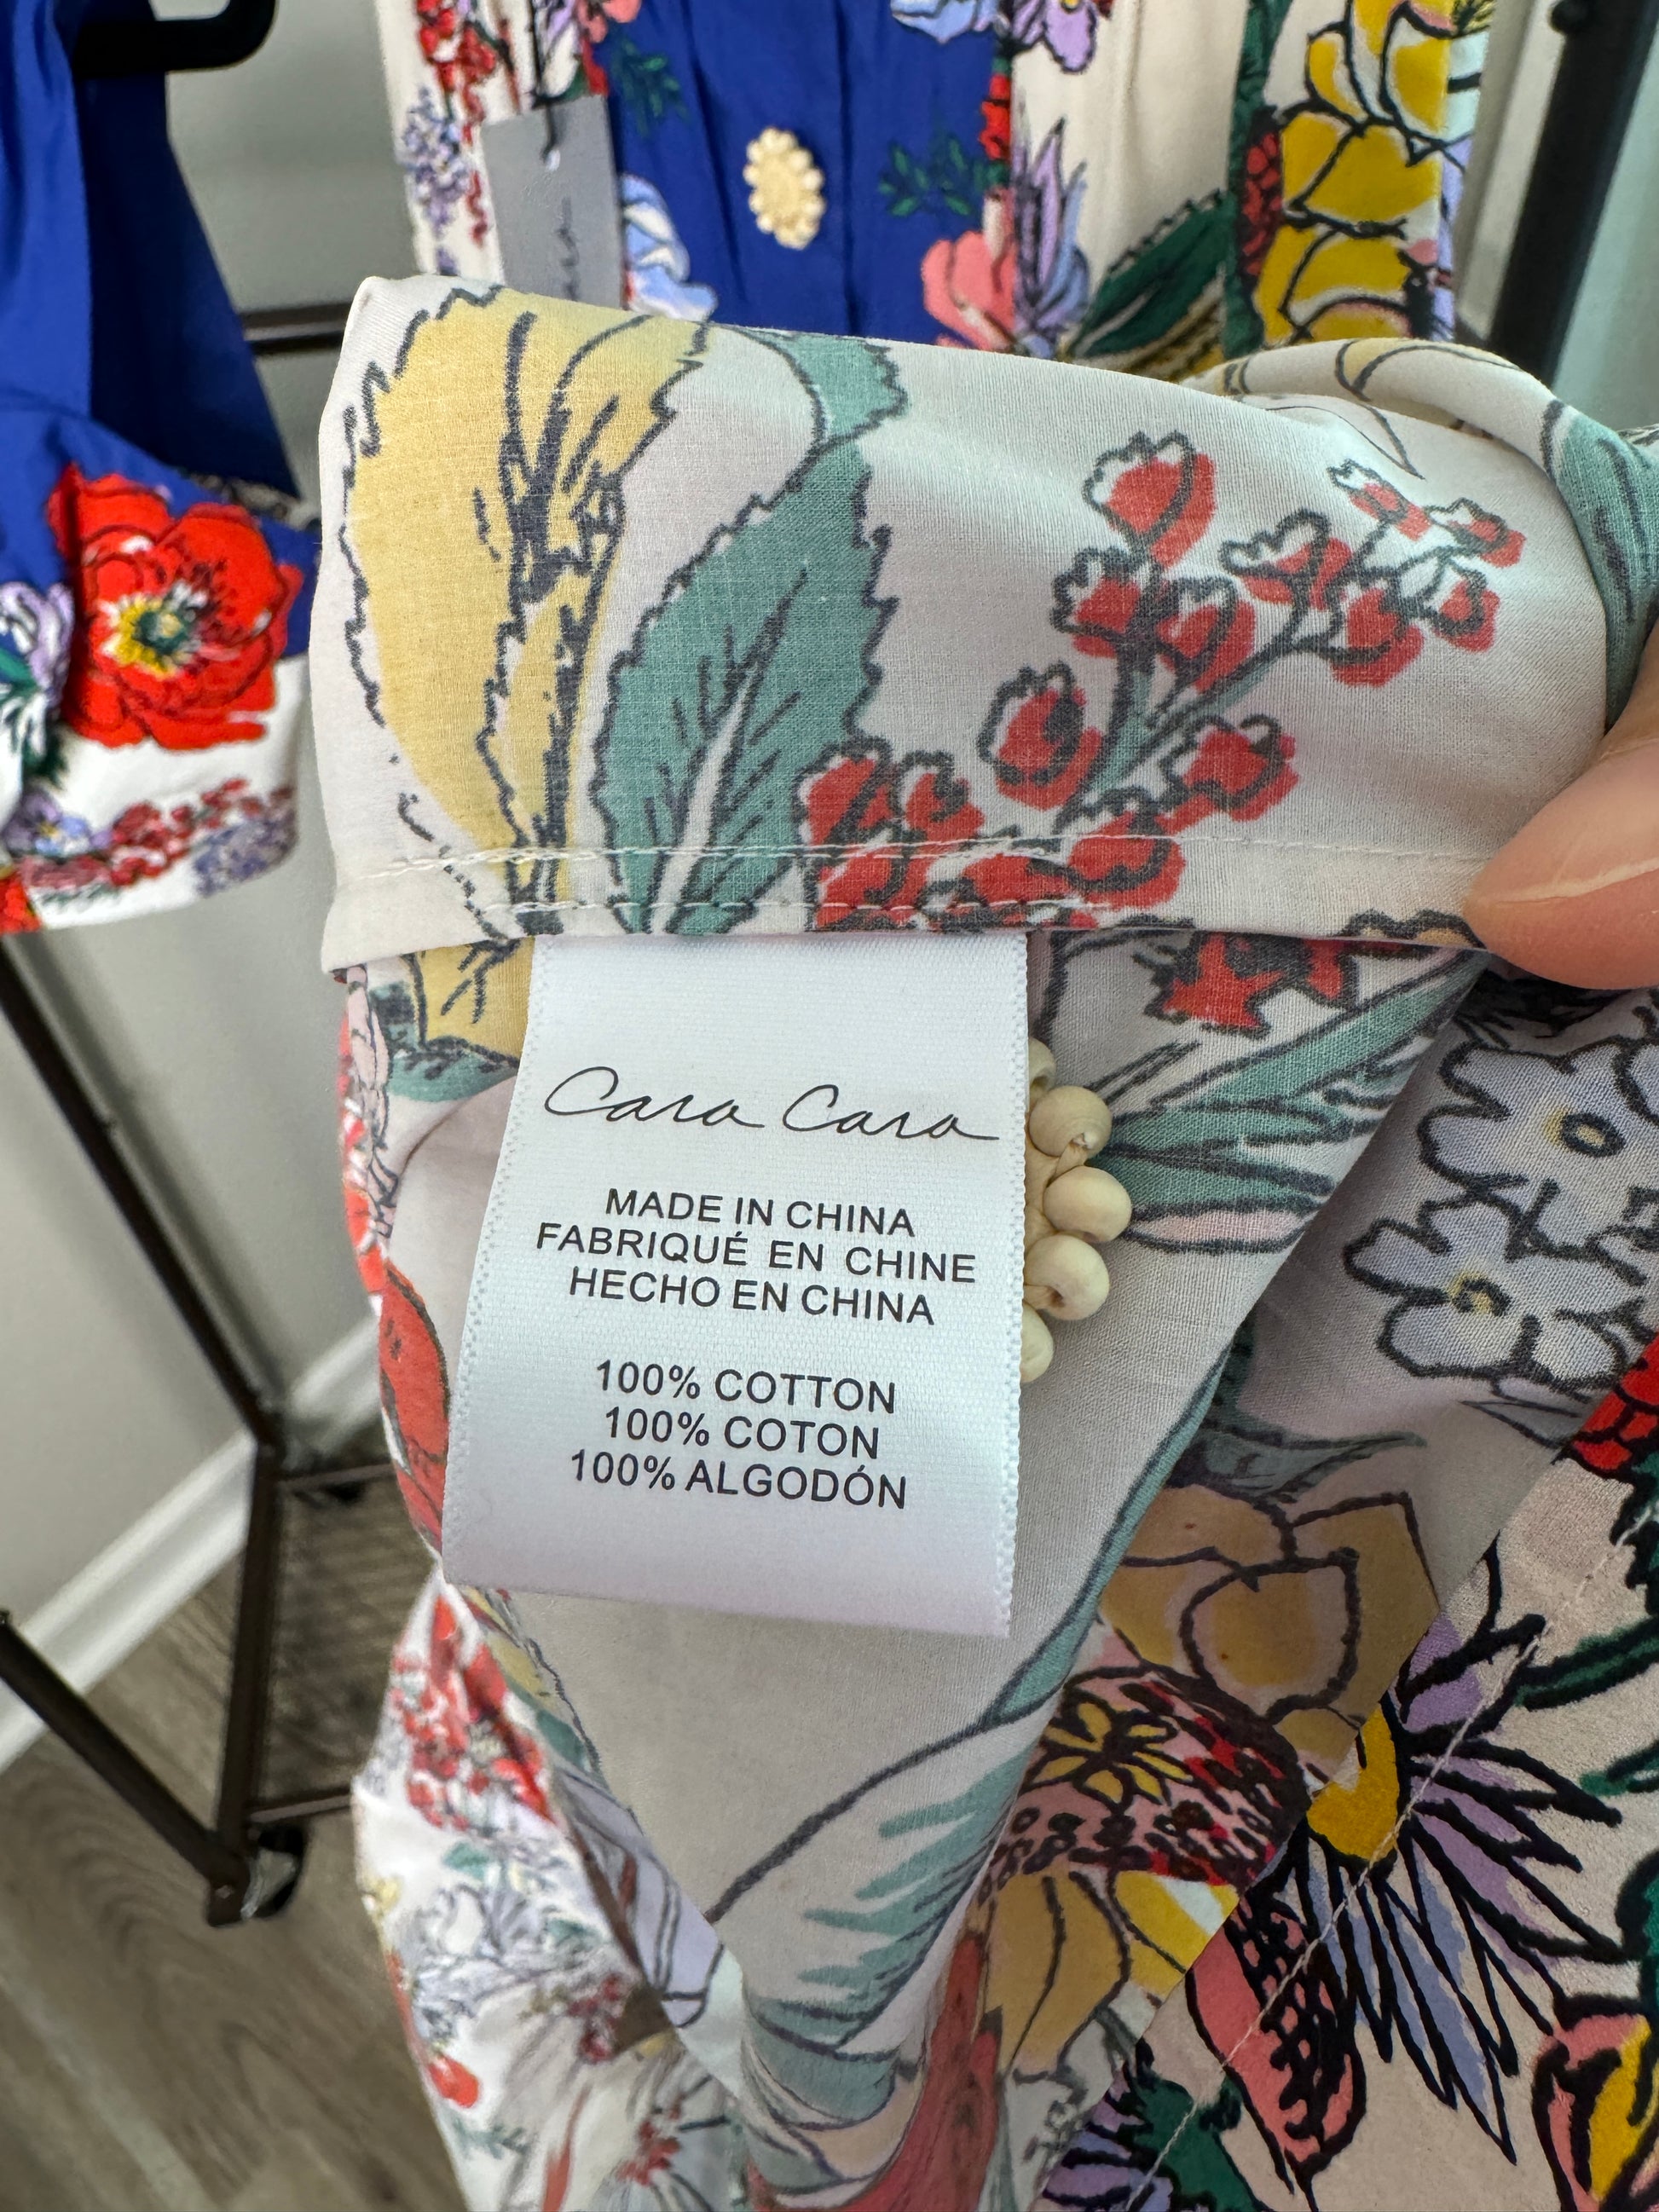 Cara Cara
MADE IN CHINA
FABRIQUÉ EN CHINE
HECHO EN CHINA
100% COTTON
100% COTON
100% ALGODÓN